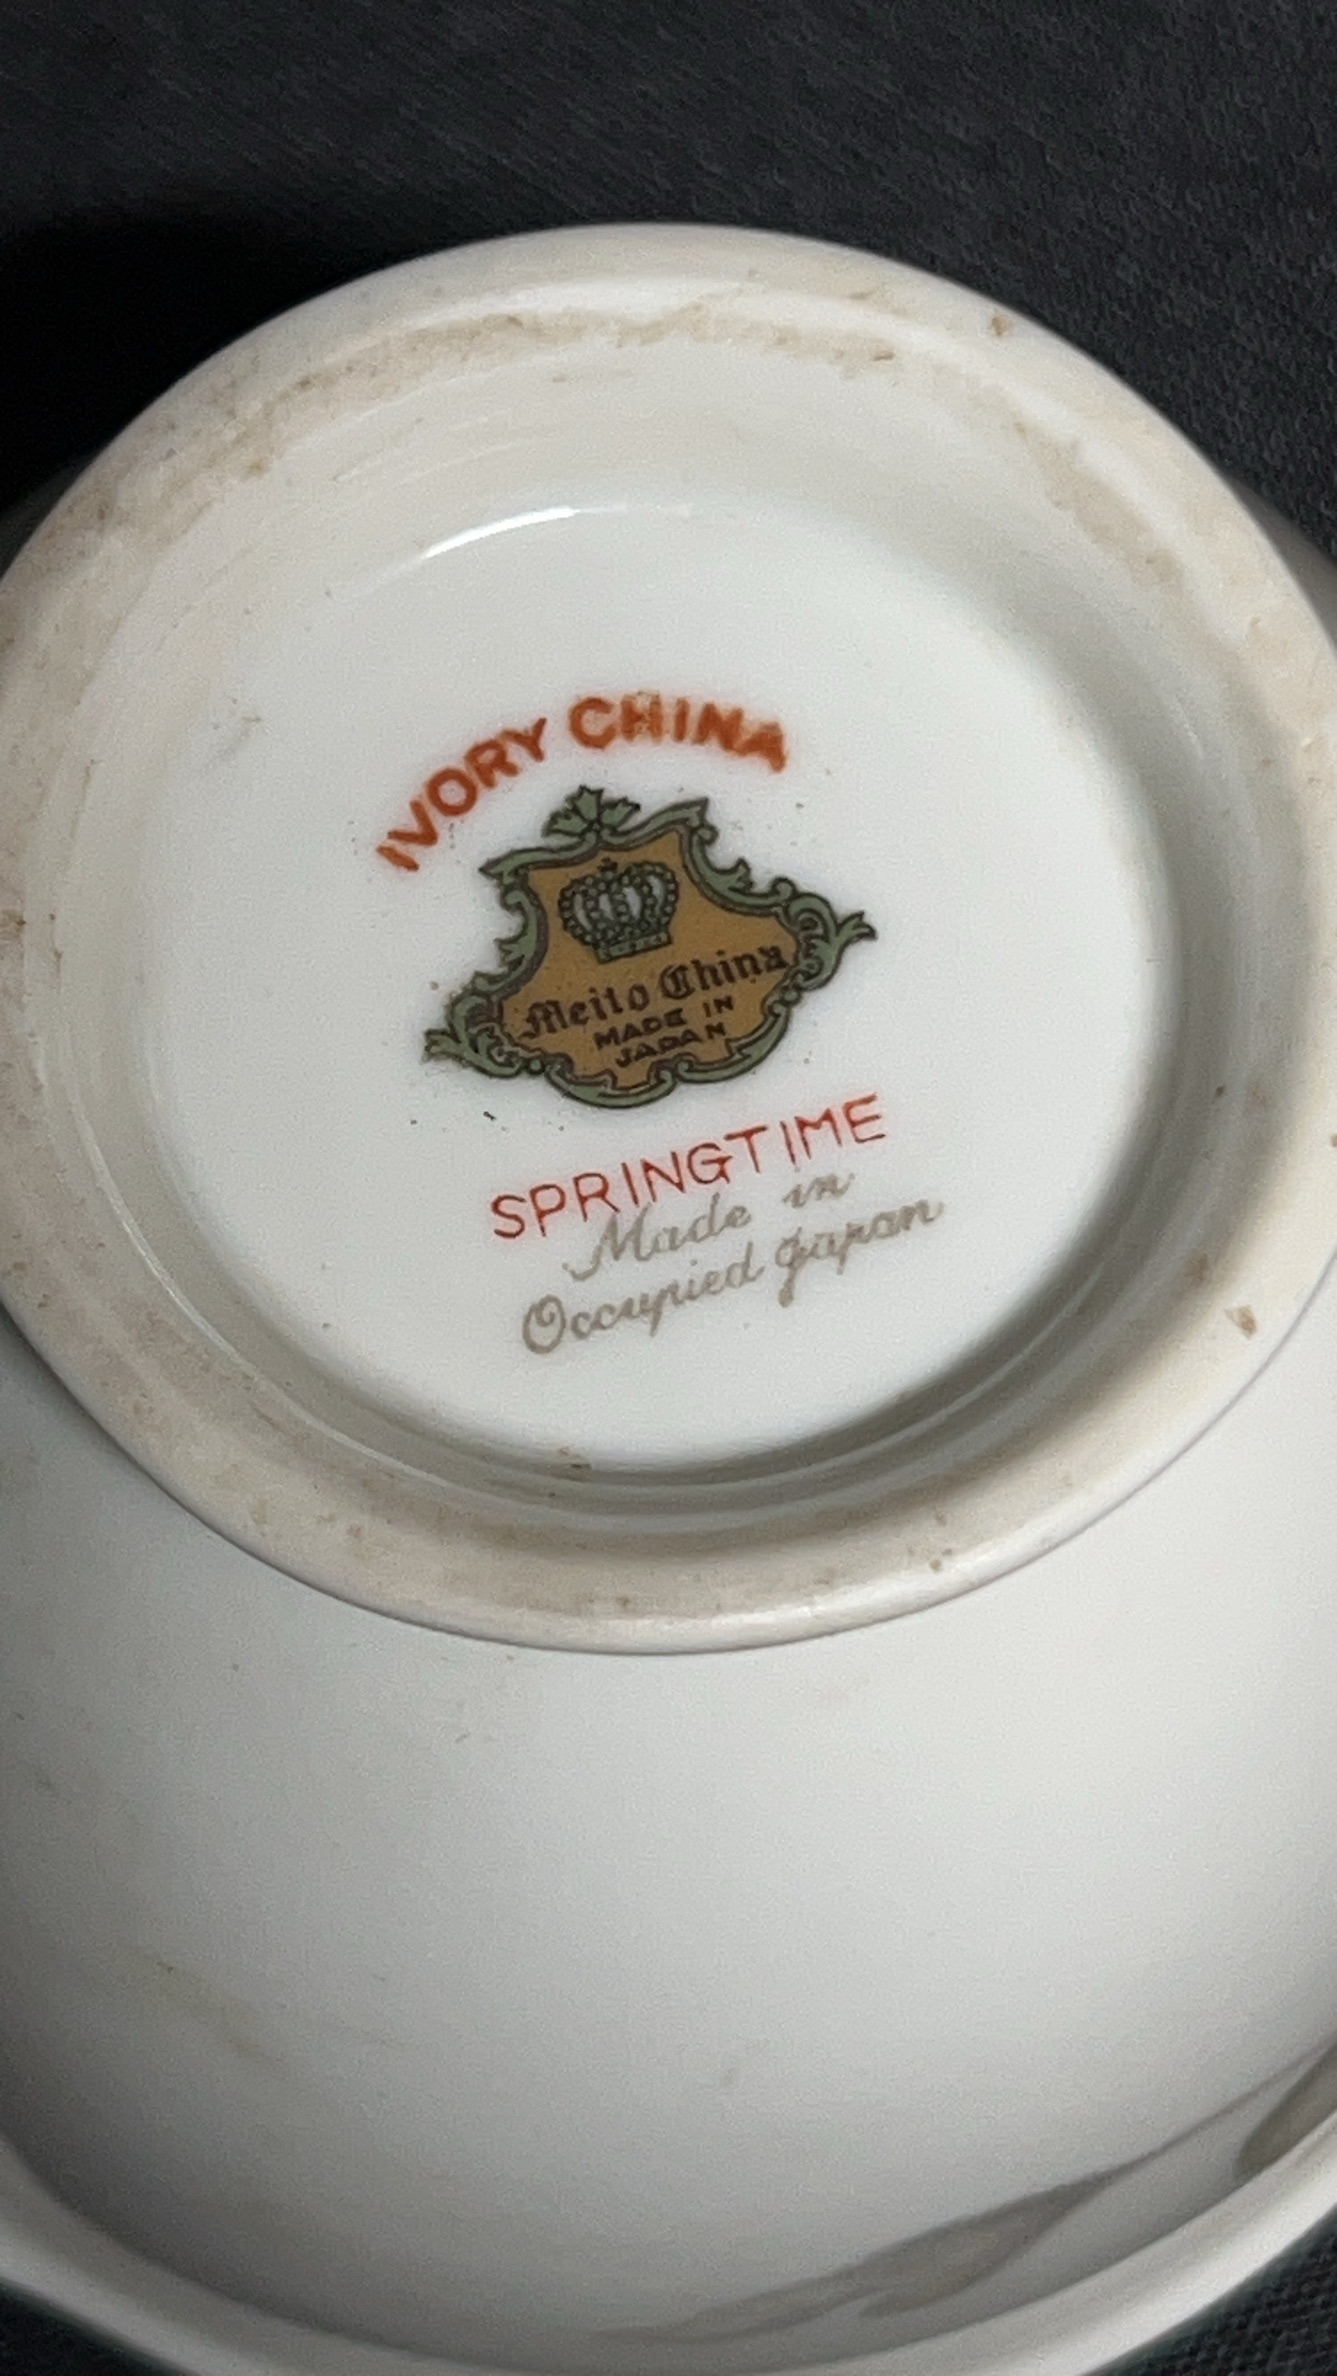 IVORY CHINA
Meito China
MADE IN
JAPAN
SPRINGTIME
Made in
Occupied Japan